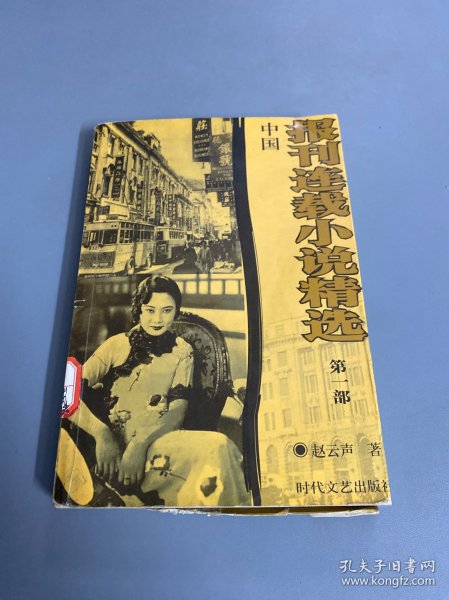 中国
报刊连载小说精选
第一部
赵云声 著
时代文艺出版社
孔夫子旧书网
www.kongfz.com